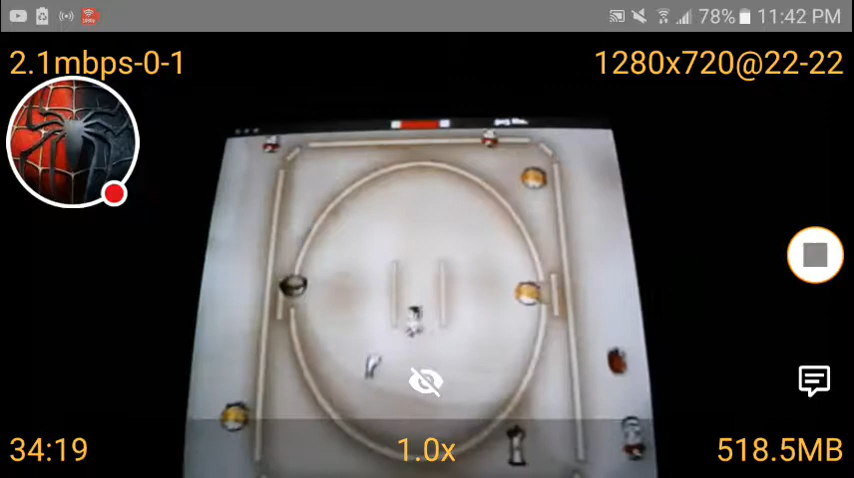 78% 11:42 PM
2.1mbps-0-1
1280x720@22-22
34:19
1.0x
518.5MB